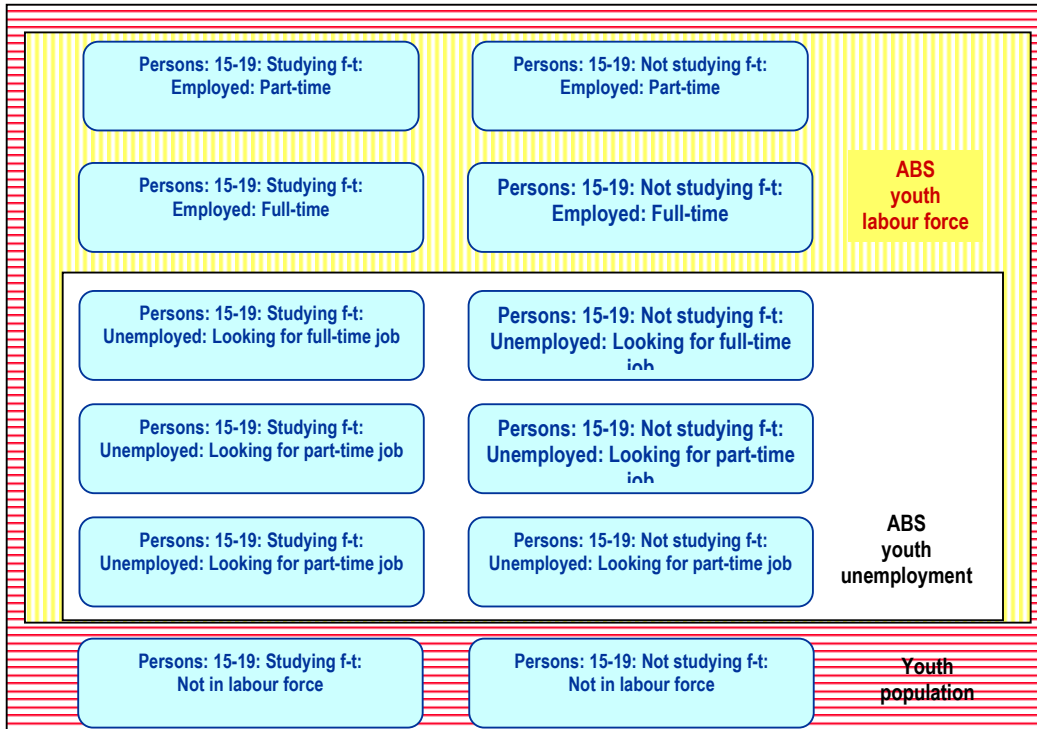 Persons: 15-19: Studying f-t:
Employed: Part-time
Persons: 15-19: Not studying f-t:
Employed: Part-time
Persons: 15-19: Studying f-t:
Employed: Full-time
Persons: 15-19: Not studying f-t:
Employed: Full-time
ABS
youth
labour force
Persons: 15-19: Studying f-t:
Unemployed: Looking for full-time job
Persons: 15-19: Not studying f-t:
Unemployed: Looking for full-time
job
Persons: 15-19: Studying f-t:
Unemployed: Looking for part-time job
Persons: 15-19: Not studying f-t:
Unemployed: Looking for part-time
job
Persons: 15-19: Studying f-t:
Unemployed: Looking for part-time job
Persons: 15-19: Not studying f-t:
Unemployed: Looking for part-time job
ABS
youth
unemployment
Persons: 15-19: Studying f-t:
Not in labour force
Persons: 15-19: Not studying f-t:
Not in labour force
Youth
population